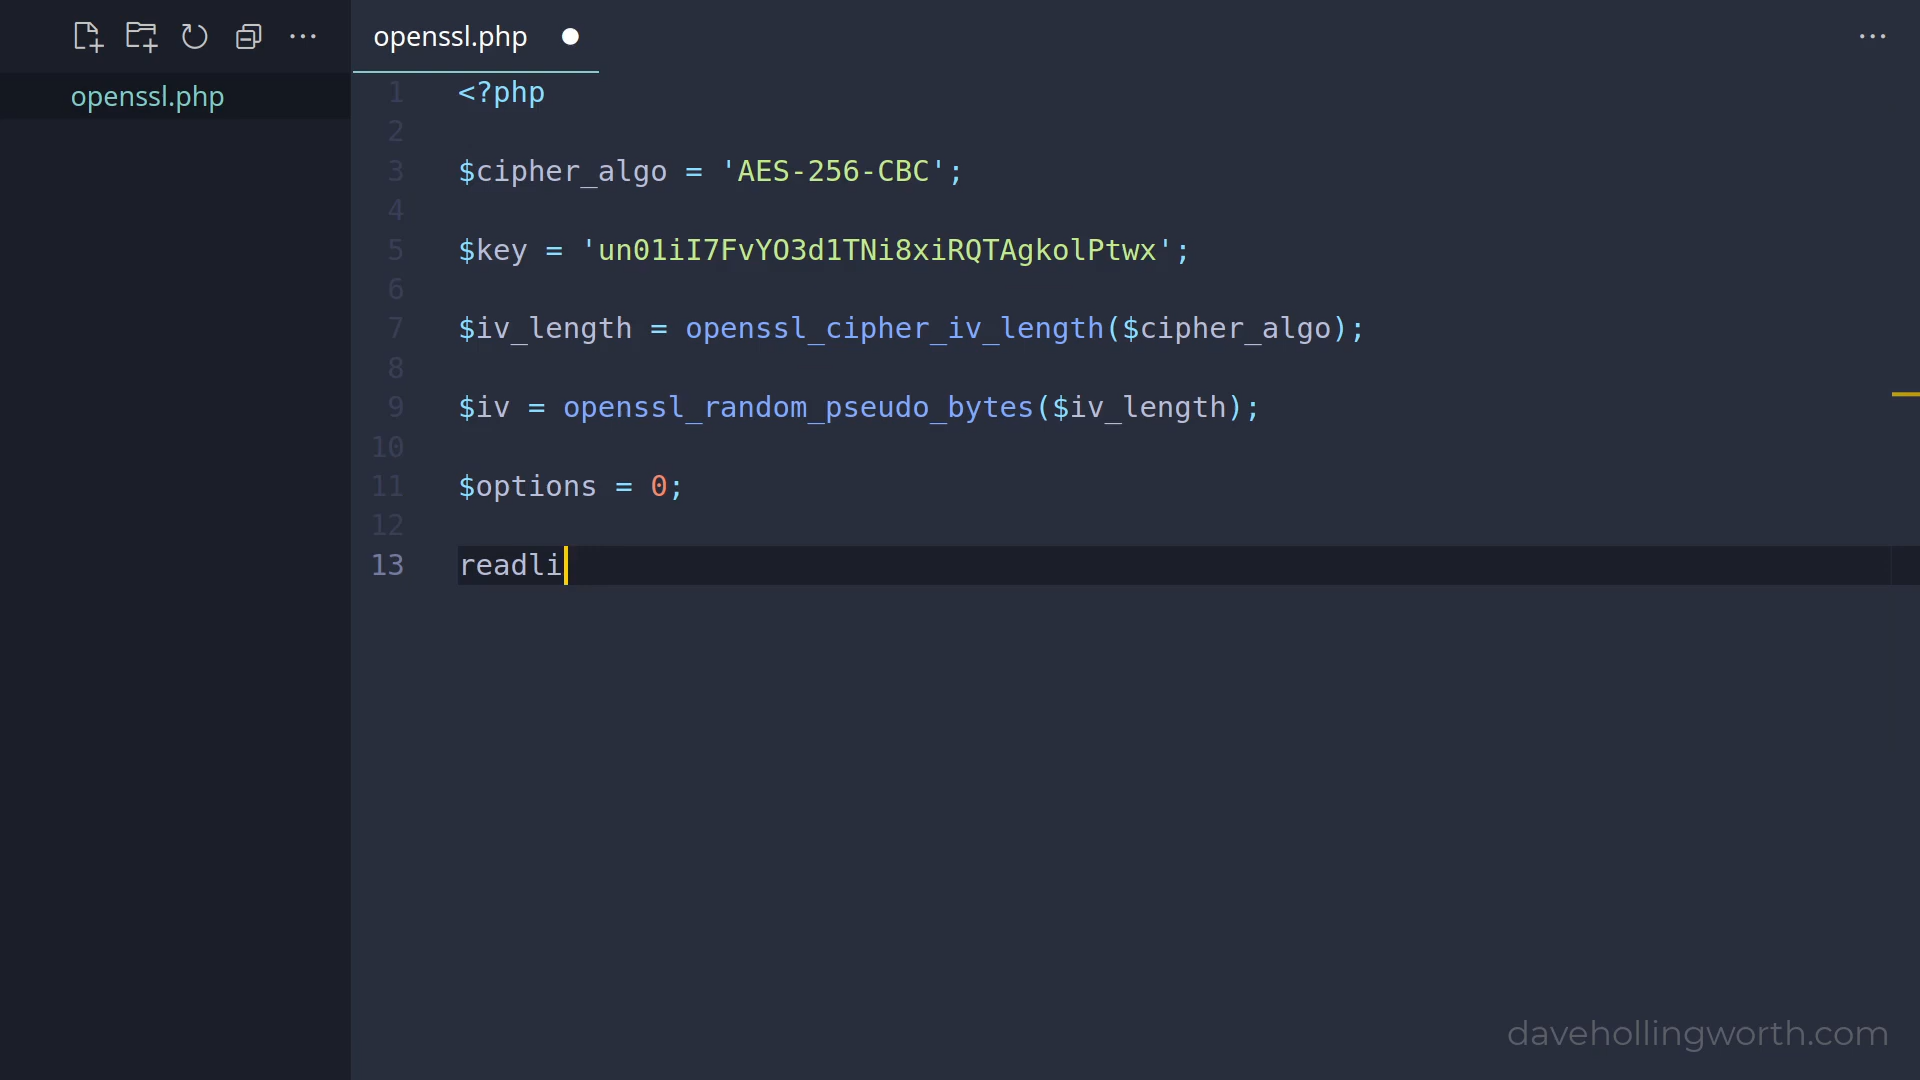 openssl.php
openssl.php
1 <?php
2
3 $cipher_algo = 'AES-256-CBC';
4
5 $key = 'un01iI7FvYO3d1TNi8xiRQTAgkolPtwx';
6
7 $iv_length = openssl_cipher_iv_length($cipher_algo);
8
9 $iv = openssl_random_pseudo_bytes($iv_length);
10
11 $options = 0;
12
13 readli
davehollingworth.com